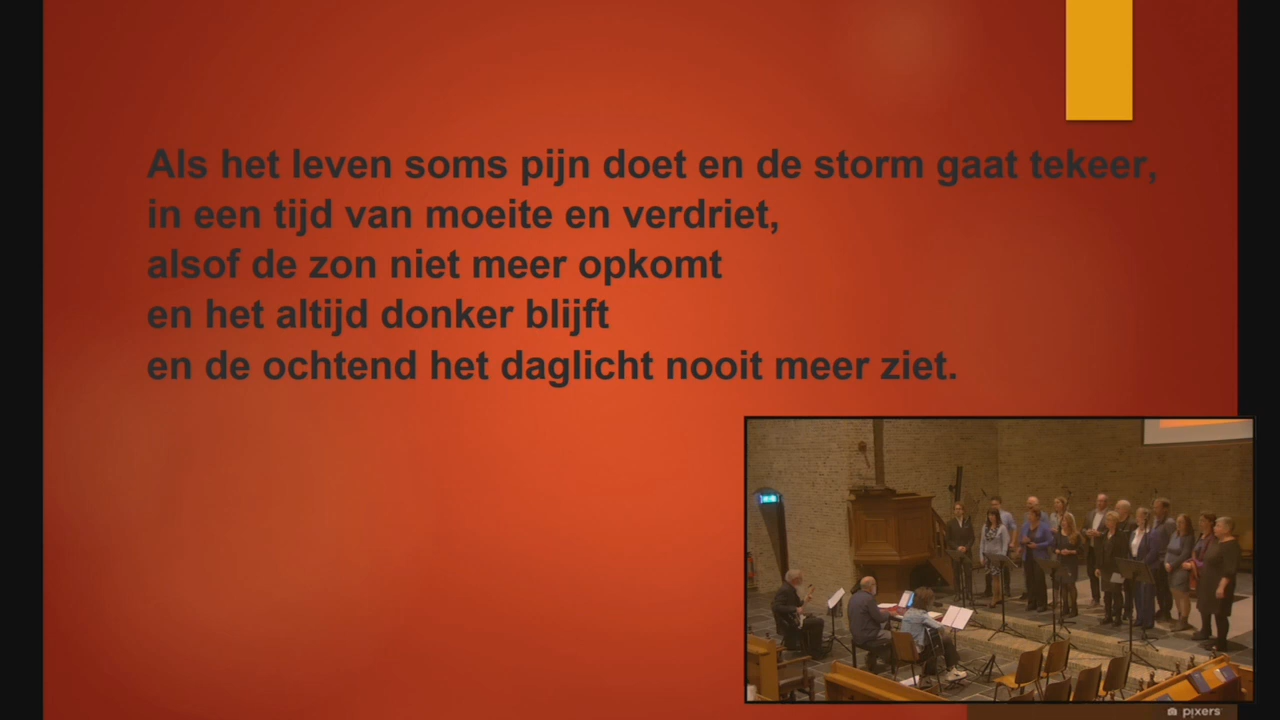 Als het leven soms pijn doet en de storm gaat tekeer,
in een tijd van moeite en verdriet,
alsof de zon niet meer opkomt
en het altijd donker blijft
en de ochtend het daglicht nooit meer ziet.
pixers